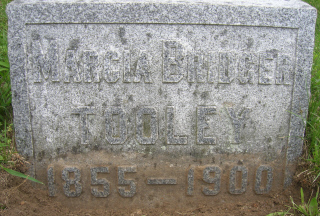 MARCIA BRIDGER
TOOLEY
1855 — 1900